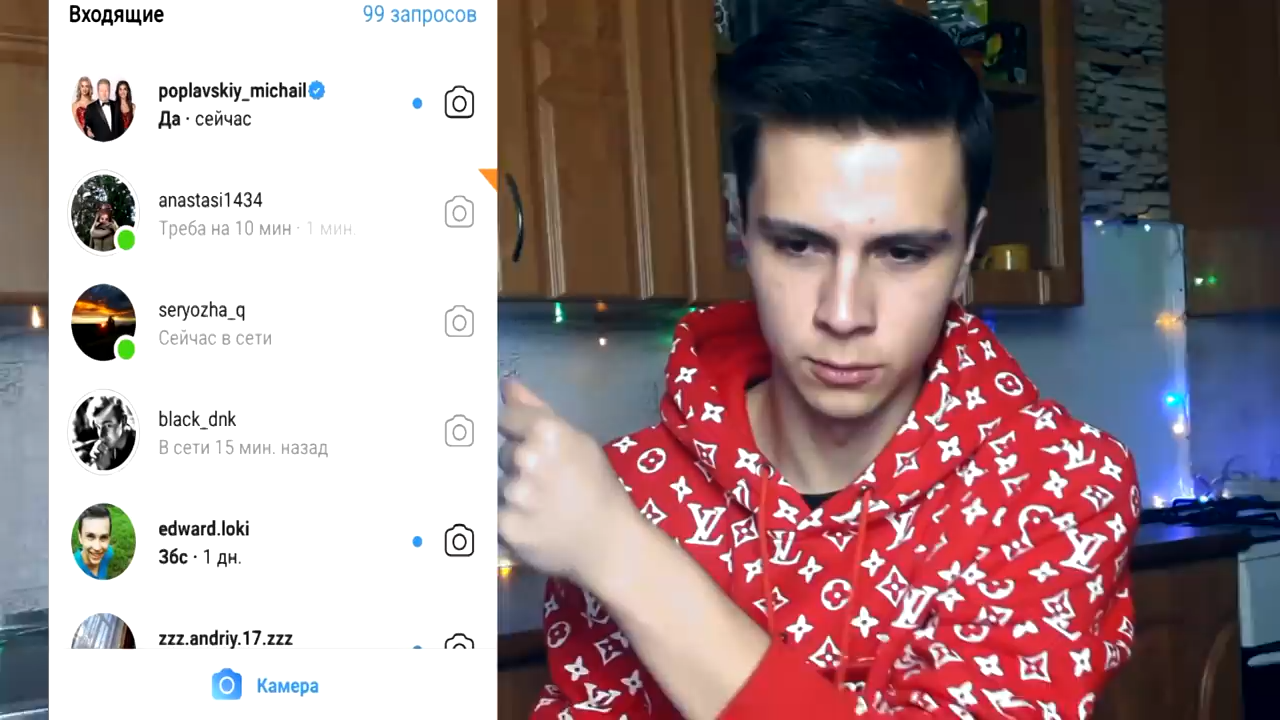 Входящие
99 запросов
poplavskiy_michail
Да · сейчас
anastasi1434
Треба на 10 мин · 1 мин.
seryozha_q
Сейчас в сети
black_dnk
В сети 15 мин. назад
edward.loki
Збс · 1 дн.
zzz.andriy.17.zzz
Камера